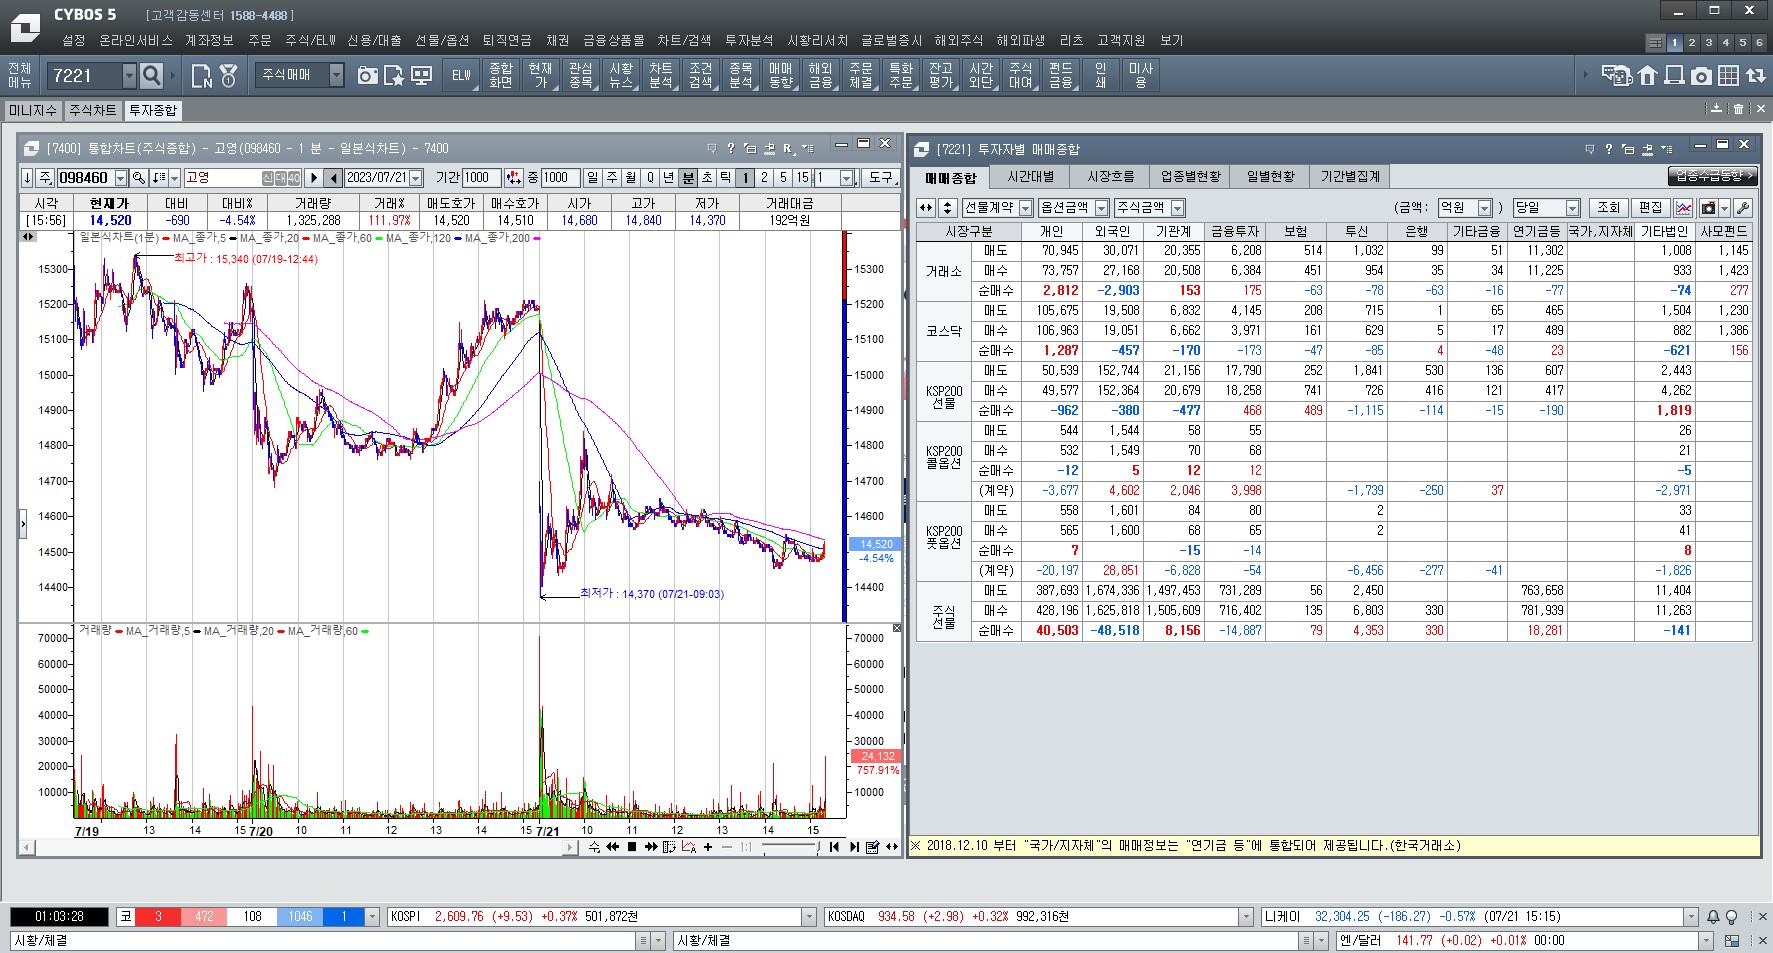 CYBOS 5 [고객감동센터 1588-4488]
설정 온라인서비스 계좌정보 주문 주식/ELW 신용/대출 선물/옵션 퇴직연금 채권 금융상품몰 차트/검색 투자분석 시황리서치 글로벌증시 해외주식 해외파생 리츠 고객지원 보기
1 2 3 4 5 6
전체메뉴 7221 주식매매 ELW 종합화면 현재가 관심종목 시황뉴스 차트분석 조건검색 종목분석 매매동향 해외금융 주문체결 특화주문 잔고평가 시간외단 주식대여 펀드금융 인쇄 미사용
미니지수 주식차트 투자종합
[7400] 통합차트(주식종합) - 고영(098460 - 1 분 - 일본식차트) - 7400
주 098460 고영 신대40 2023/07/21 기간 1000 중 1000 일 주 월 Q 년 분 초 틱 1 2 5 15 1 도구
시각 현재가 대비 대비% 거래량 거래% 매도호가 매수호가 시가 고가 저가 거래대금
[15:56] 14,520 -690 -4.54% 1,325,288 111.97% 14,520 14,510 14,680 14,840 14,370 192억원
일본식차트(1분) MA_종가,5 MA_종가,20 MA_종가,60 MA_종가,120 MA_종가,200
최고가 : 15,340 (07/19-12:44)
15300 15300
15200 15200
15100 15100
15000 15000
14900 14900
14800 14800
14700 14700
14600 14600
14,520
-4.54%
14500
14400 14400
최저가 : 14,370 (07/21-09:03)
거래량 MA_거래량,5 MA_거래량,20 MA_거래량,60
70000 70000
60000 60000
50000 50000
40000 40000
30000 30000
24,132
757.91%
20000
10000 10000
7/19 13 14 15 7/20 10 11 12 13 14 15 7/21 10 11 12 13 14 15
수 1:1
[7221] 투자자별 매매종합
매매종합 시간대별 시장흐름 업종별현황 일별현황 기간별집계 업종수급동향 >
선물계약 옵션금액 주식금액 (금액: 억원 ) 당일 조회 편집
시장구분 개인 외국인 기관계 금융투자 보험 투신 은행 기타금융 연기금등 국가,지자체 기타법인 사모펀드
거래소
매도 70,945 30,071 20,355 6,208 514 1,032 99 51 11,302 1,008 1,145
매수 73,757 27,168 20,508 6,384 451 954 35 34 11,225 933 1,423
순매수 2,812 -2,903 153 175 -63 -78 -63 -16 -77 -74 277
코스닥
매도 105,675 19,508 6,832 4,145 208 715 1 65 465 1,504 1,230
매수 106,963 19,051 6,662 3,971 161 629 5 17 489 882 1,386
순매수 1,287 -457 -170 -173 -47 -85 4 -48 23 -621 156
KSP200 선물
매도 50,539 152,744 21,156 17,790 252 1,841 530 136 607 2,443
매수 49,577 152,364 20,679 18,258 741 726 416 121 417 4,262
순매수 -962 -380 -477 468 489 -1,115 -114 -15 -190 1,819
KSP200 콜옵션
매도 544 1,544 58 55 26
매수 532 1,549 70 68 21
순매수 -12 5 12 12 -5
(계약) -3,677 4,602 2,046 3,998 -1,739 -250 37 -2,971
KSP200 풋옵션
매도 558 1,601 84 80 2 33
매수 565 1,600 68 65 2 41
순매수 7 -15 -14 8
(계약) -20,197 28,851 -6,828 -54 -6,456 -277 -41 -1,826
주식 선물
매도 387,693 1,674,336 1,497,453 731,289 56 2,450 763,658 11,404
매수 428,196 1,625,818 1,505,609 716,402 135 6,803 330 781,939 11,263
순매수 40,503 -48,518 8,156 -14,887 79 4,353 330 18,281 -141
※ 2018.12.10 부터 "국가/지자체"의 매매정보는 "연기금 등"에 통합되어 제공됩니다.(한국거래소)
01:03:28 코 3 472 108 1046 1 KOSPI 2,609.76 (+9.53) +0.37% 501,872천 KOSDAQ 934.58 (+2.98) +0.32% 992,316천 니케이 32,304.25 (-186.27) -0.57% (07/21 15:15)
시황/체결 시황/체결 엔/달러 141.77 (+0.02) +0.01% 00:00